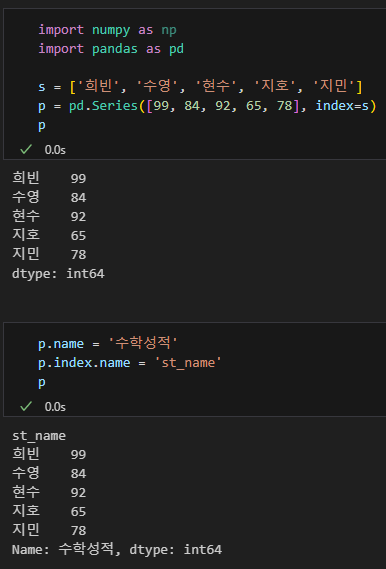 import numpy as np
import pandas as pd
s = ['희빈', '수영', '현수', '지호', '지민']
p = pd.Series([99, 84, 92, 65, 78], index=s)
p
0.0s
희빈 99
수영 84
현수 92
지호 65
지민 78
dtype: int64
p.name = '수학성적'
p.index.name = 'st_name'
p
0.0s
st_name
희빈 99
수영 84
현수 92
지호 65
지민 78
Name: 수학성적, dtype: int64